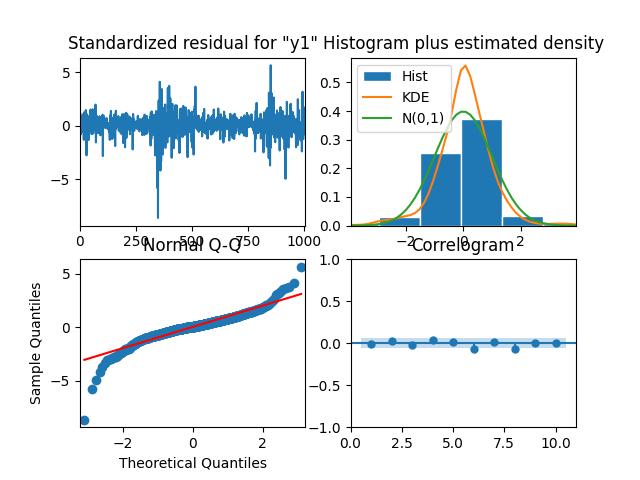 Standardized residual for "y1" Histogram plus estimated density
5
0
−5
0 250 500 750 1000
Hist
KDE
N(0,1)
0.5
0.4
0.3
0.2
0.1
0.0
−2 0 2
Normal Q-Q
Sample Quantiles
5
0
−5
−2 0 2
Theoretical Quantiles
Correlogram
1.0
0.5
0.0
−0.5
−1.0
0.0 2.5 5.0 7.5 10.0